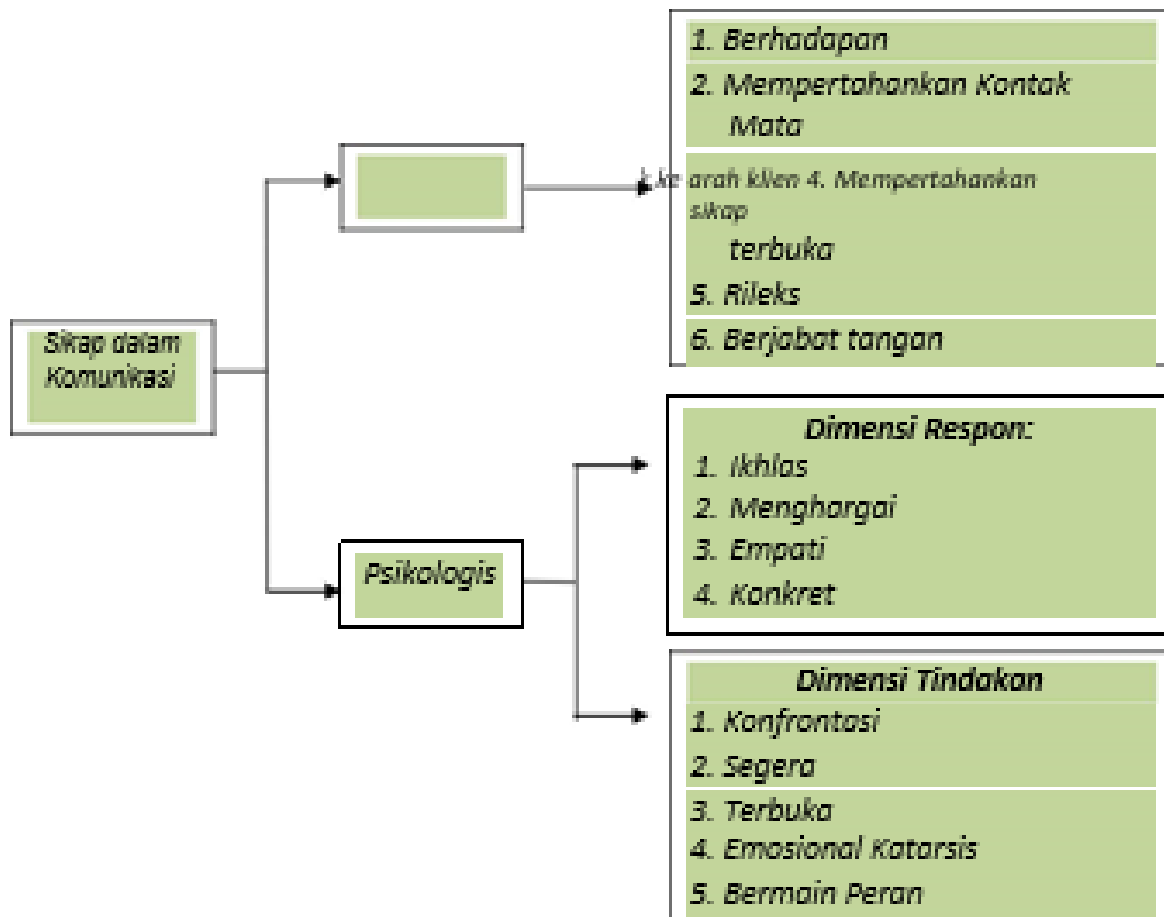 1. Berhadapan
2. Mempertahankan Kontak
Mata
k ke arah klien 4. Mempertahankan
sikap
terbuka
5. Rileks
6. Berjabat tangan
Sikap dalam
Komunikasi
Dimensi Respon:
1. Ikhlas
2. Menghargai
3. Empati
4. Konkret
Psikologis
Dimensi Tindakan
1. Konfrontasi
2. Segera
3. Terbuka
4. Emosional Katarsis
5. Bermain Peran